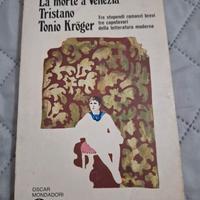 La morte a Venezia
Tristano
Tonio Kröger
Tre stupendi romanzi brevi
tre capolavori
della letteratura moderna
OSCAR
MONDADORI